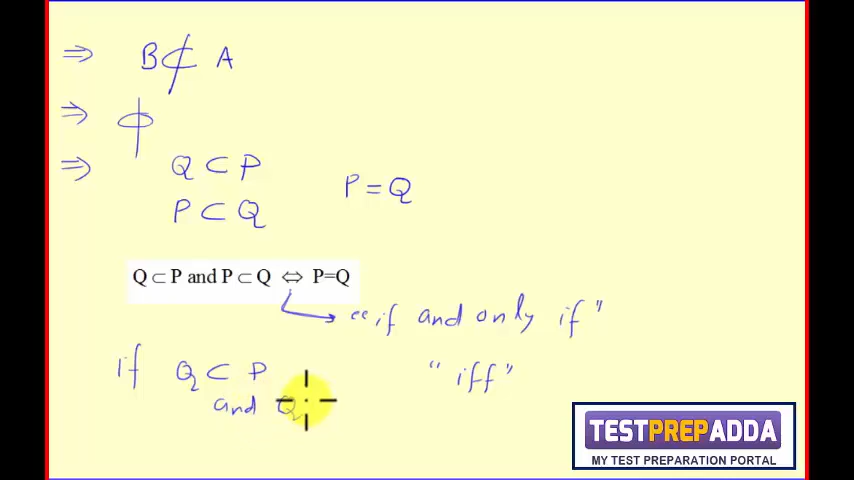 ⇒ B ⊄ A
⇒ ϕ
⇒ Q ⊂ P
P ⊂ Q
P = Q
Q ⊂ P and P ⊂ Q ⇔ P=Q
"if and only if"
if Q ⊂ P
"iff"
and Q
TESTPREPADDA
MY TEST PREPARATION PORTAL